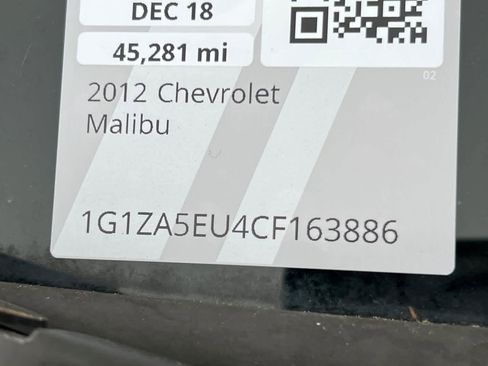 DEC 18
45,281 mi
02
2012 Chevrolet
Malibu
1G1ZA5EU4CF163886